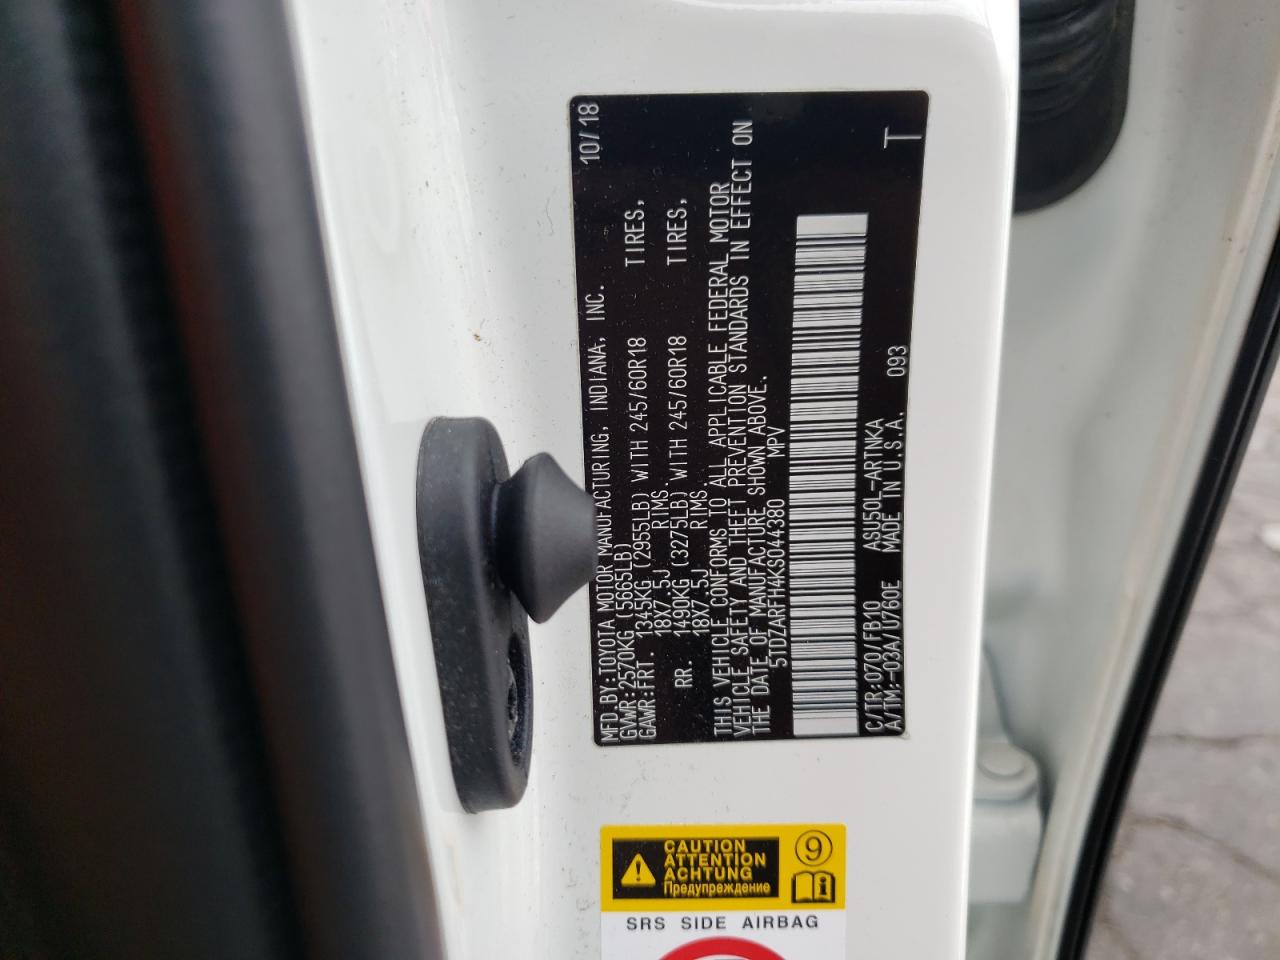 MFD.BY:TOYOTA MOTOR MANUFACTURING, INDIANA, INC. 10/18
GVWR:2570KG (5665LB)
GAWR:FRT. 1345KG (2955LB) WITH 245/60R18 TIRES,
18X7.5J RIMS.
RR. 1490KG (3275LB) WITH 245/60R18 TIRES,
18X7.5J RIMS
THIS VEHICLE CONFORMS TO ALL APPLICABLE FEDERAL MOTOR
VEHICLE SAFETY AND THEFT PREVENTION STANDARDS IN EFFECT ON
THE DATE OF MANUFACTURE SHOWN ABOVE.
5TDZARFH4KS044380 MPV
C/TR:070/FB10 ASU50L-ARTNKA 093 T
A/TM:-03A/U760E MADE IN U.S.A.
CAUTION
ATTENTION
ACHTUNG
Предупреждение
9
SRS SIDE AIRBAG